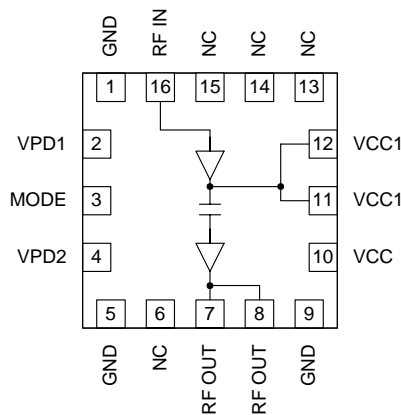 GND
RF IN
NC
NC
NC
1
16
15
14
13
VPD1
2
12
VCC1
MODE
3
11
VCC1
VPD2
4
10
VCC
5
6
7
8
9
GND
NC
RF OUT
RF OUT
GND